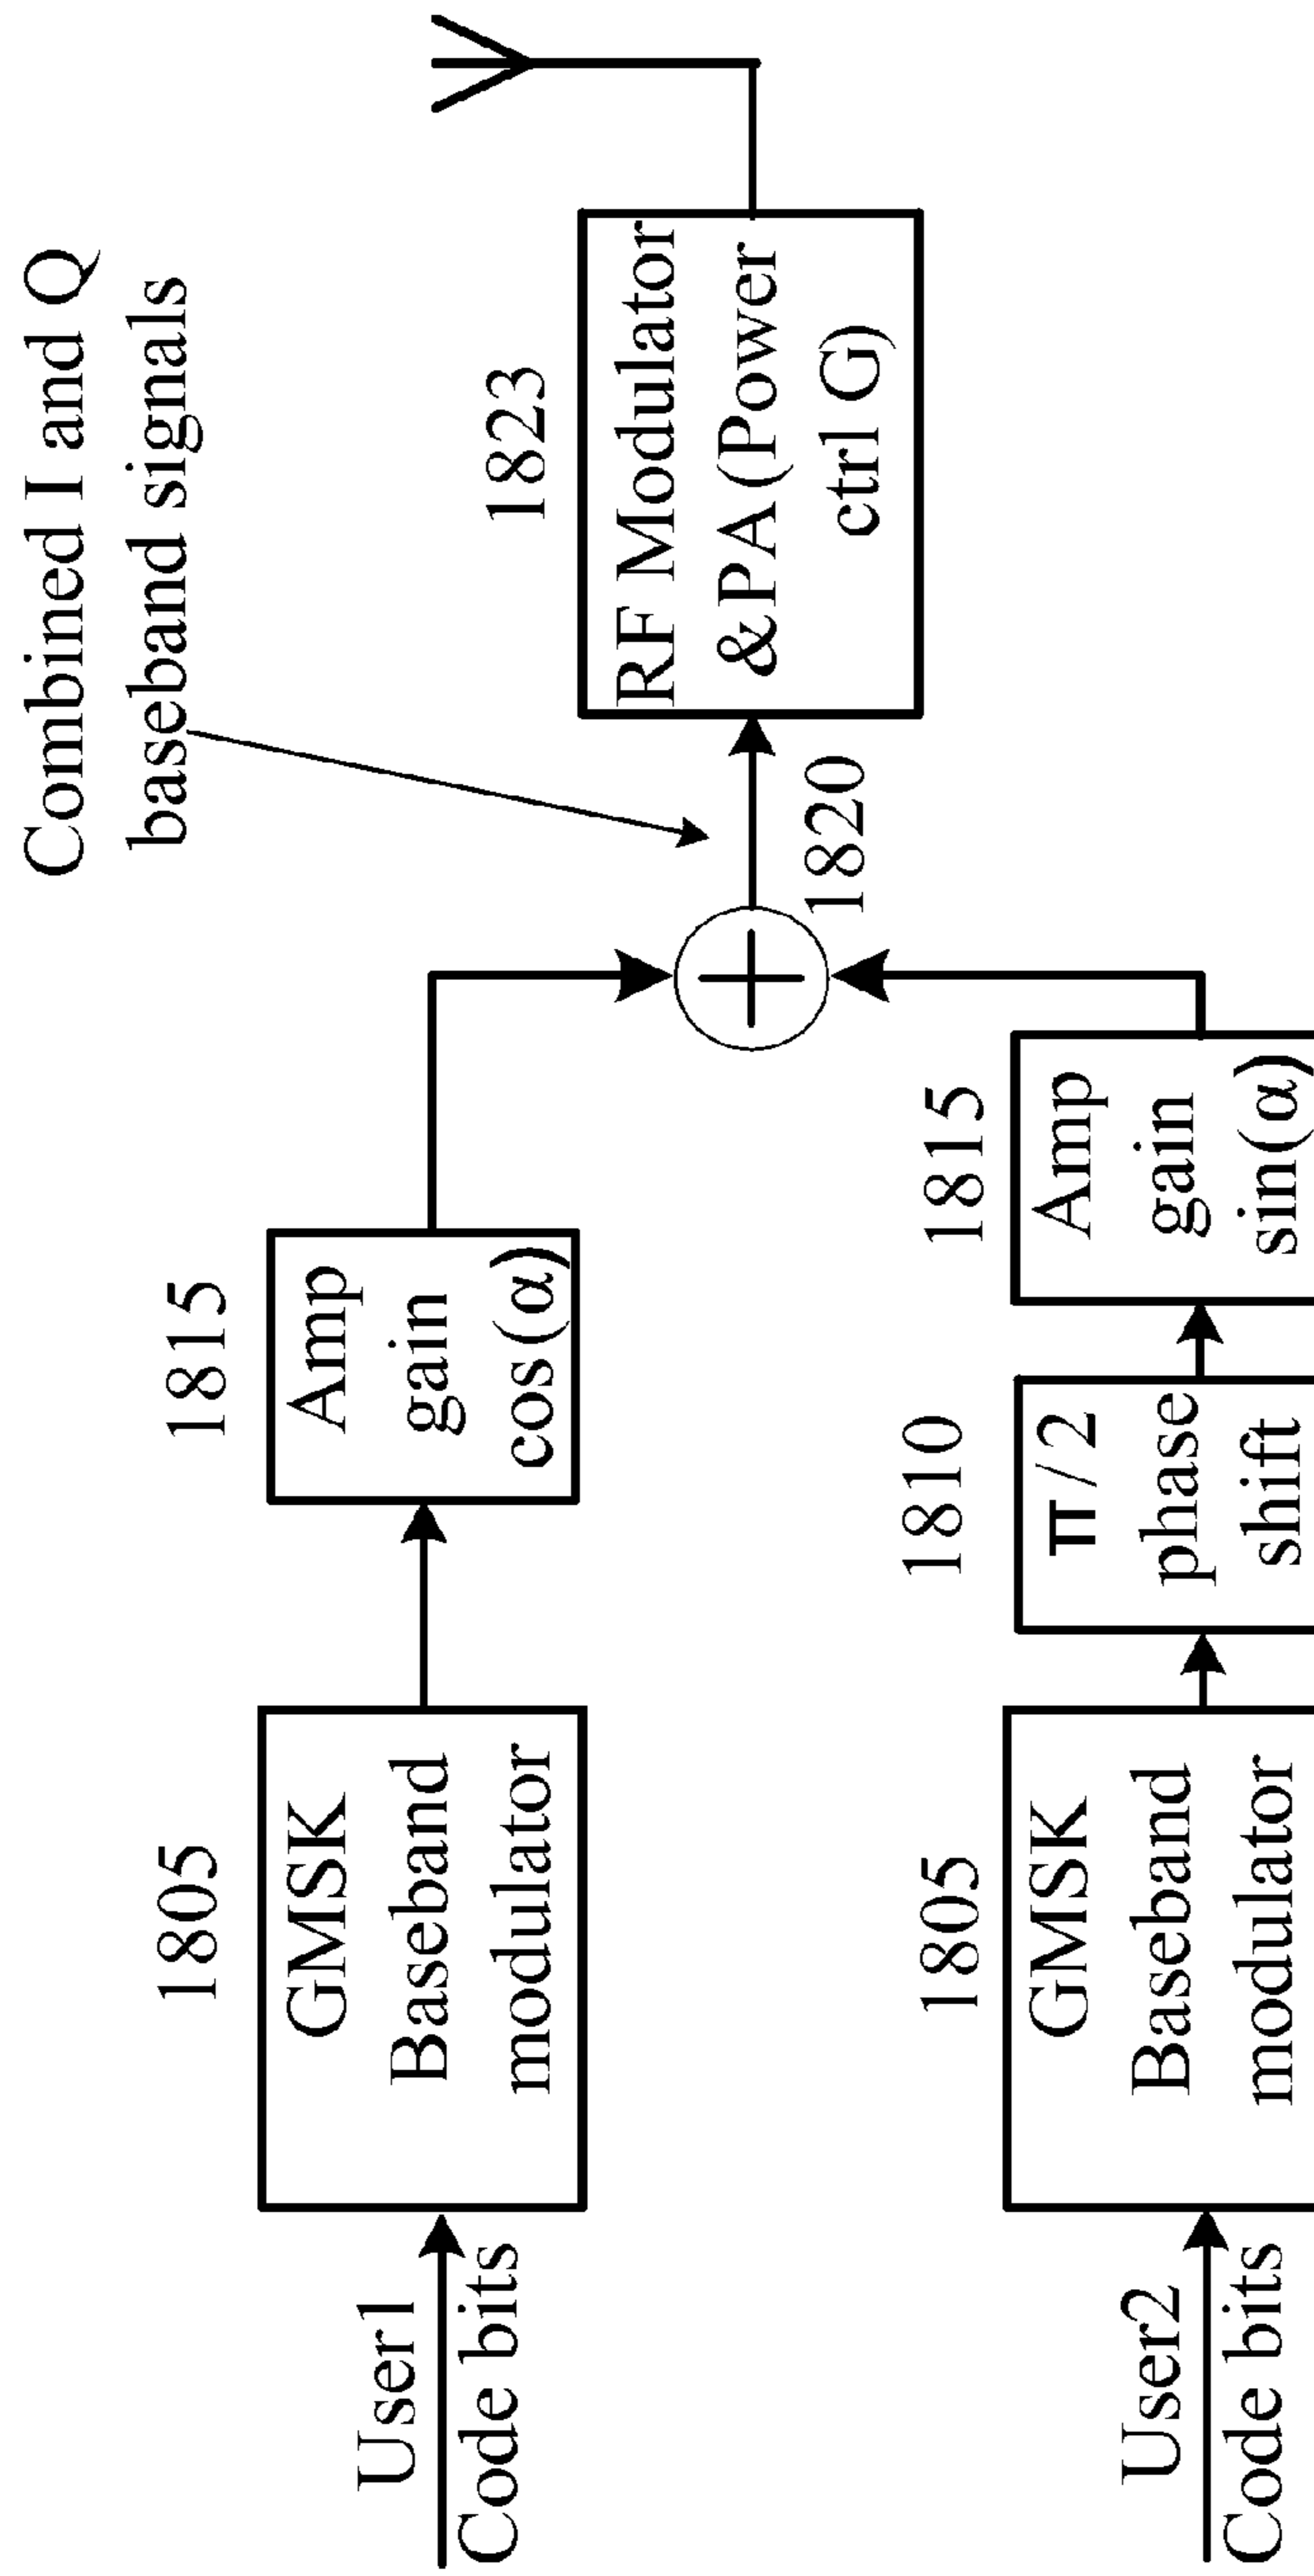 Combined I and Q
baseband signals
1805
GMSK
Baseband
modulator
User1
Code bits
1815
Amp
gain
cos(α)
1823
RF Modulator
&PA(Power
ctrl G)
1820
1805
GMSK
Baseband
modulator
User2
Code bits
1810
π/2
phase
shift
1815
Amp
gain
sin(α)